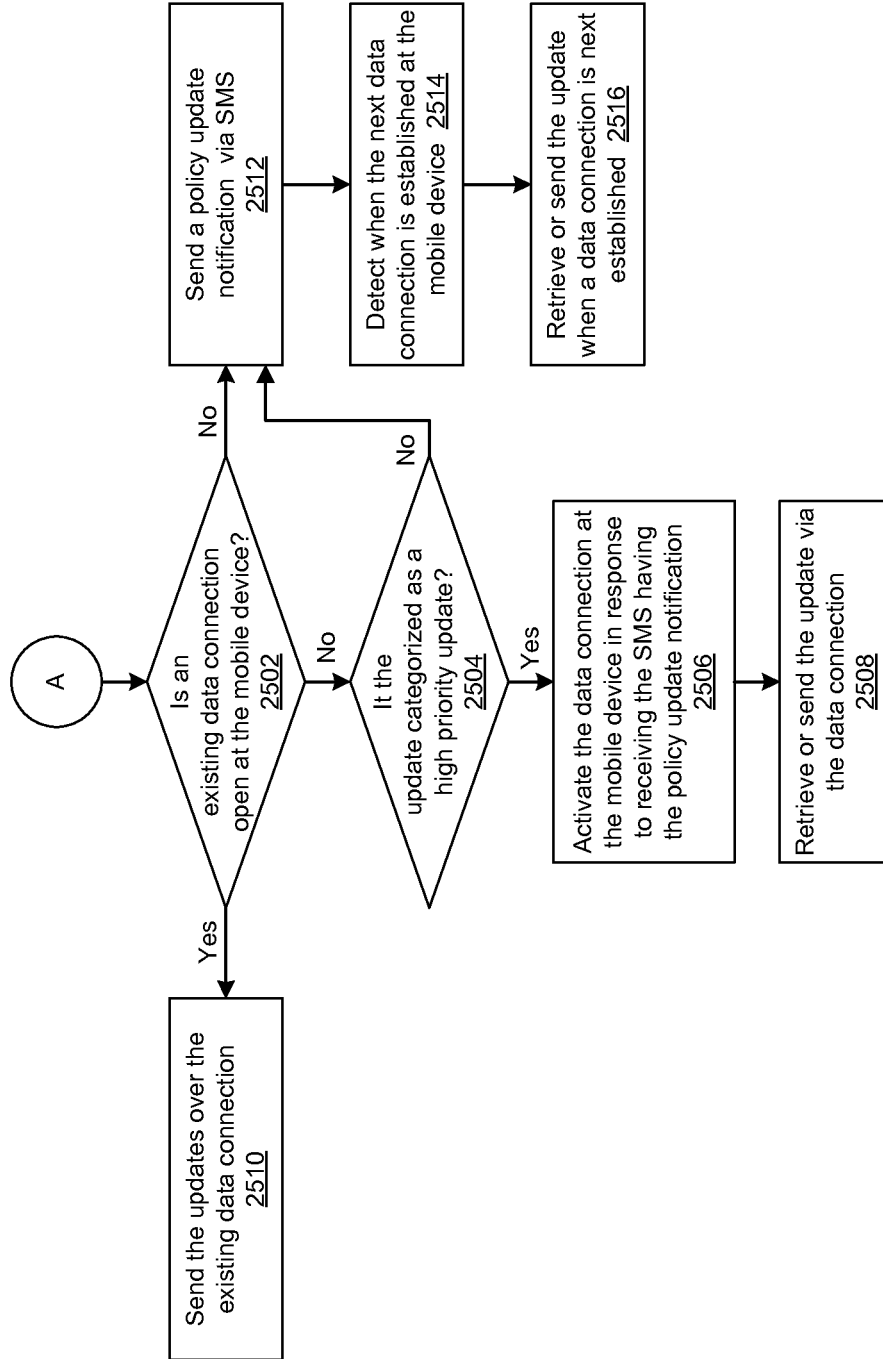 A
Is an
existing data connection
open at the mobile device?
2502
Yes
No
No
Send the updates over the
existing data connection
2510
Send a policy update
notification via SMS
2512
It the
update categorized as a
high priority update?
2504
No
Yes
Detect when the next data
connection is established at the
mobile device 2514
Activate the data connection at
the mobile device in response
to receiving the SMS having
the policy update notification
2506
Retrieve or send the update
when a data connection is next
established 2516
Retrieve or send the update via
the data connection
2508